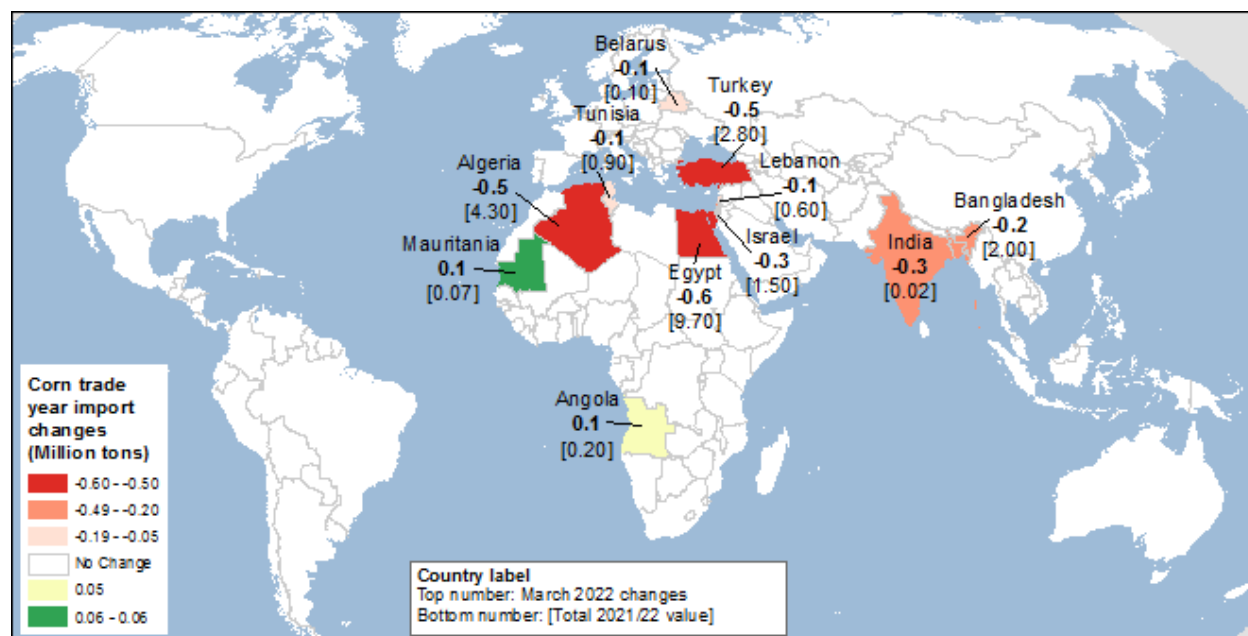 Belarus
-0.1
[0.10]
Turkey
-0.5
[2.80]
Tunisia
-0.1
[0.90]
Lebanon
-0.1
[0.60]
Algeria
-0.5
[4.30]
Bangladesh
-0.2
[2.00]
Mauritania
0.1
[0.07]
Israel
-0.3
[1.50]
India
-0.3
[0.02]
Egypt
-0.6
[9.70]
Angola
0.1
[0.20]
Corn trade
year import
changes
(Million tons)
-0.60 - -0.50
-0.49 - -0.20
-0.19 - -0.05
No Change
0.05
0.06 - 0.06
Country label
Top number: March 2022 changes
Bottom number: [Total 2021/22 value]